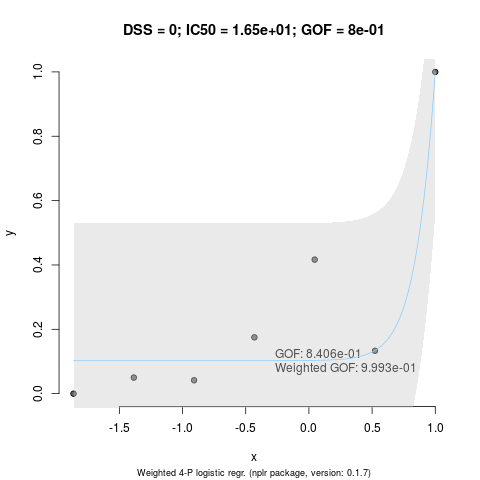 DSS = 0; IC50 = 1.65e+01; GOF = 8e-01
1.0
0.8
0.6
0.4
0.2
0.0
y
GOF: 8.406e-01
Weighted GOF: 9.993e-01
-1.5 -1.0 -0.5 0.0 0.5 1.0
x
Weighted 4-P logistic regr. (nplr package, version: 0.1.7)